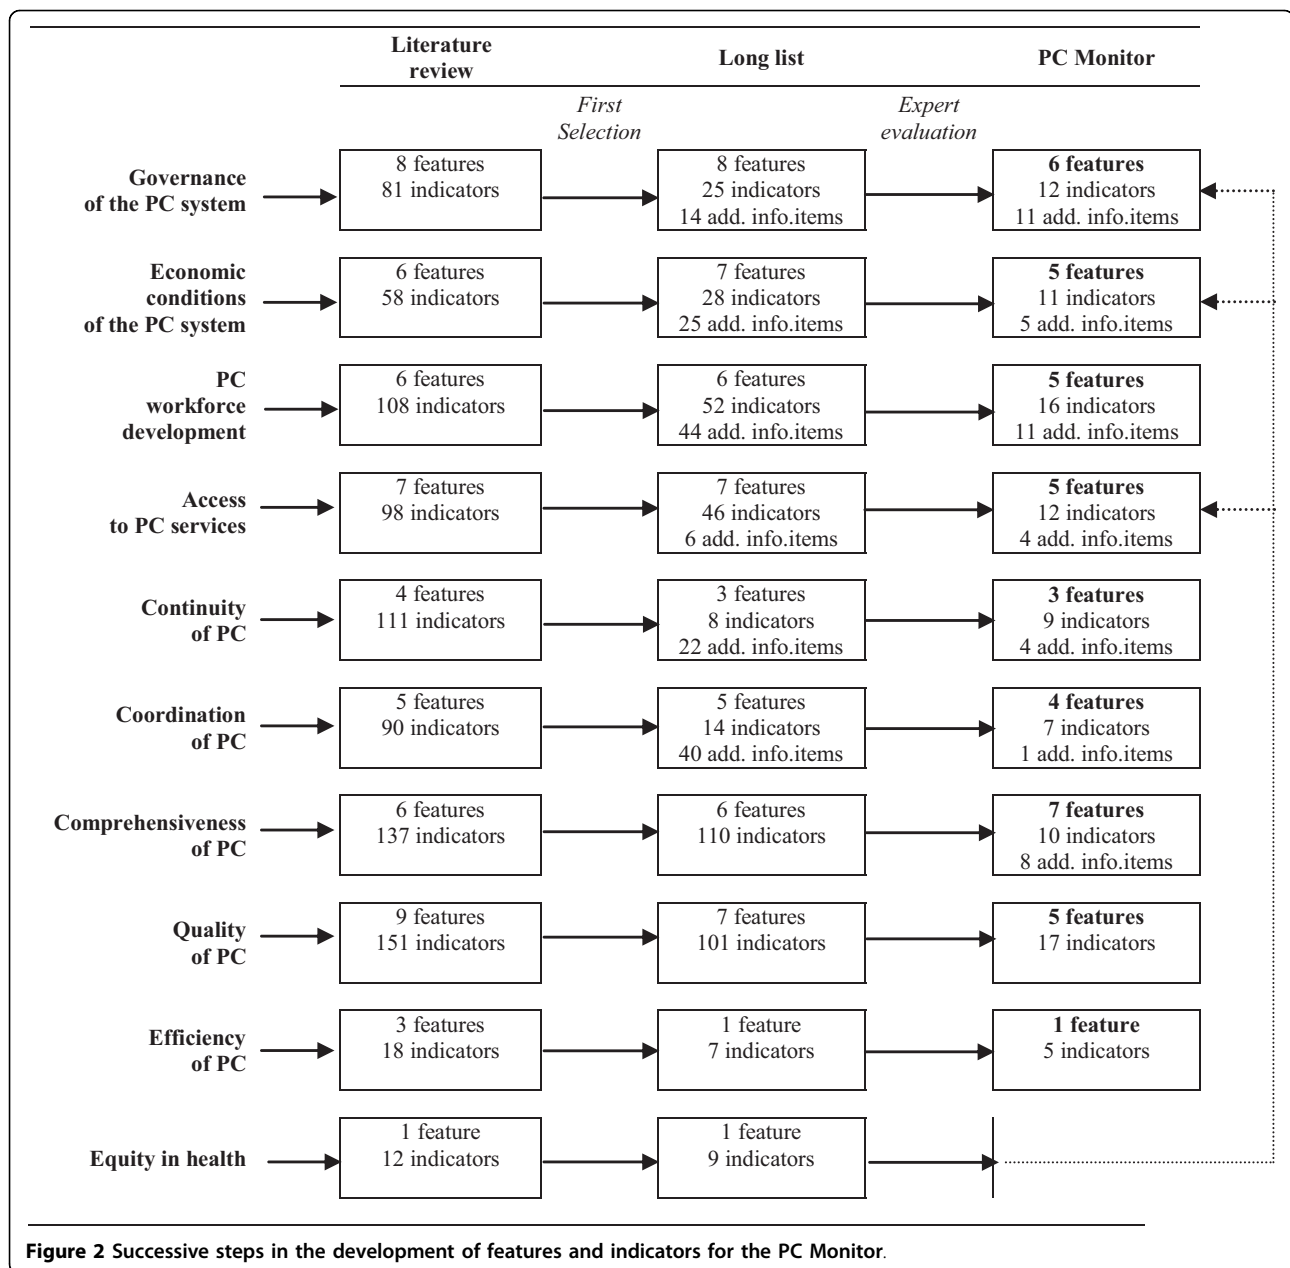 Literature
review
Long list
PC Monitor
First
Selection
Expert
evaluation
Governance
of the PC system
8 features
81 indicators
8 features
25 indicators
14 add. info.items
6 features
12 indicators
11 add. info.items
Economic
conditions
of the PC system
6 features
58 indicators
7 features
28 indicators
25 add. info.items
5 features
11 indicators
5 add. info.items
PC
workforce
development
6 features
108 indicators
6 features
52 indicators
44 add. info.items
5 features
16 indicators
11 add. info.items
Access
to PC services
7 features
98 indicators
7 features
46 indicators
6 add. info.items
5 features
12 indicators
4 add. info.items
Continuity
of PC
4 features
111 indicators
3 features
8 indicators
22 add. info.items
3 features
9 indicators
4 add. info.items
Coordination
of PC
5 features
90 indicators
5 features
14 indicators
40 add. info.items
4 features
7 indicators
1 add. info.items
Comprehensiveness
of PC
6 features
137 indicators
6 features
110 indicators
7 features
10 indicators
8 add. info.items
Quality
of PC
9 features
151 indicators
7 features
101 indicators
5 features
17 indicators
Efficiency
of PC
3 features
18 indicators
1 feature
7 indicators
1 feature
5 indicators
Equity in health
1 feature
12 indicators
1 feature
9 indicators
Figure 2 Successive steps in the development of features and indicators for the PC Monitor.